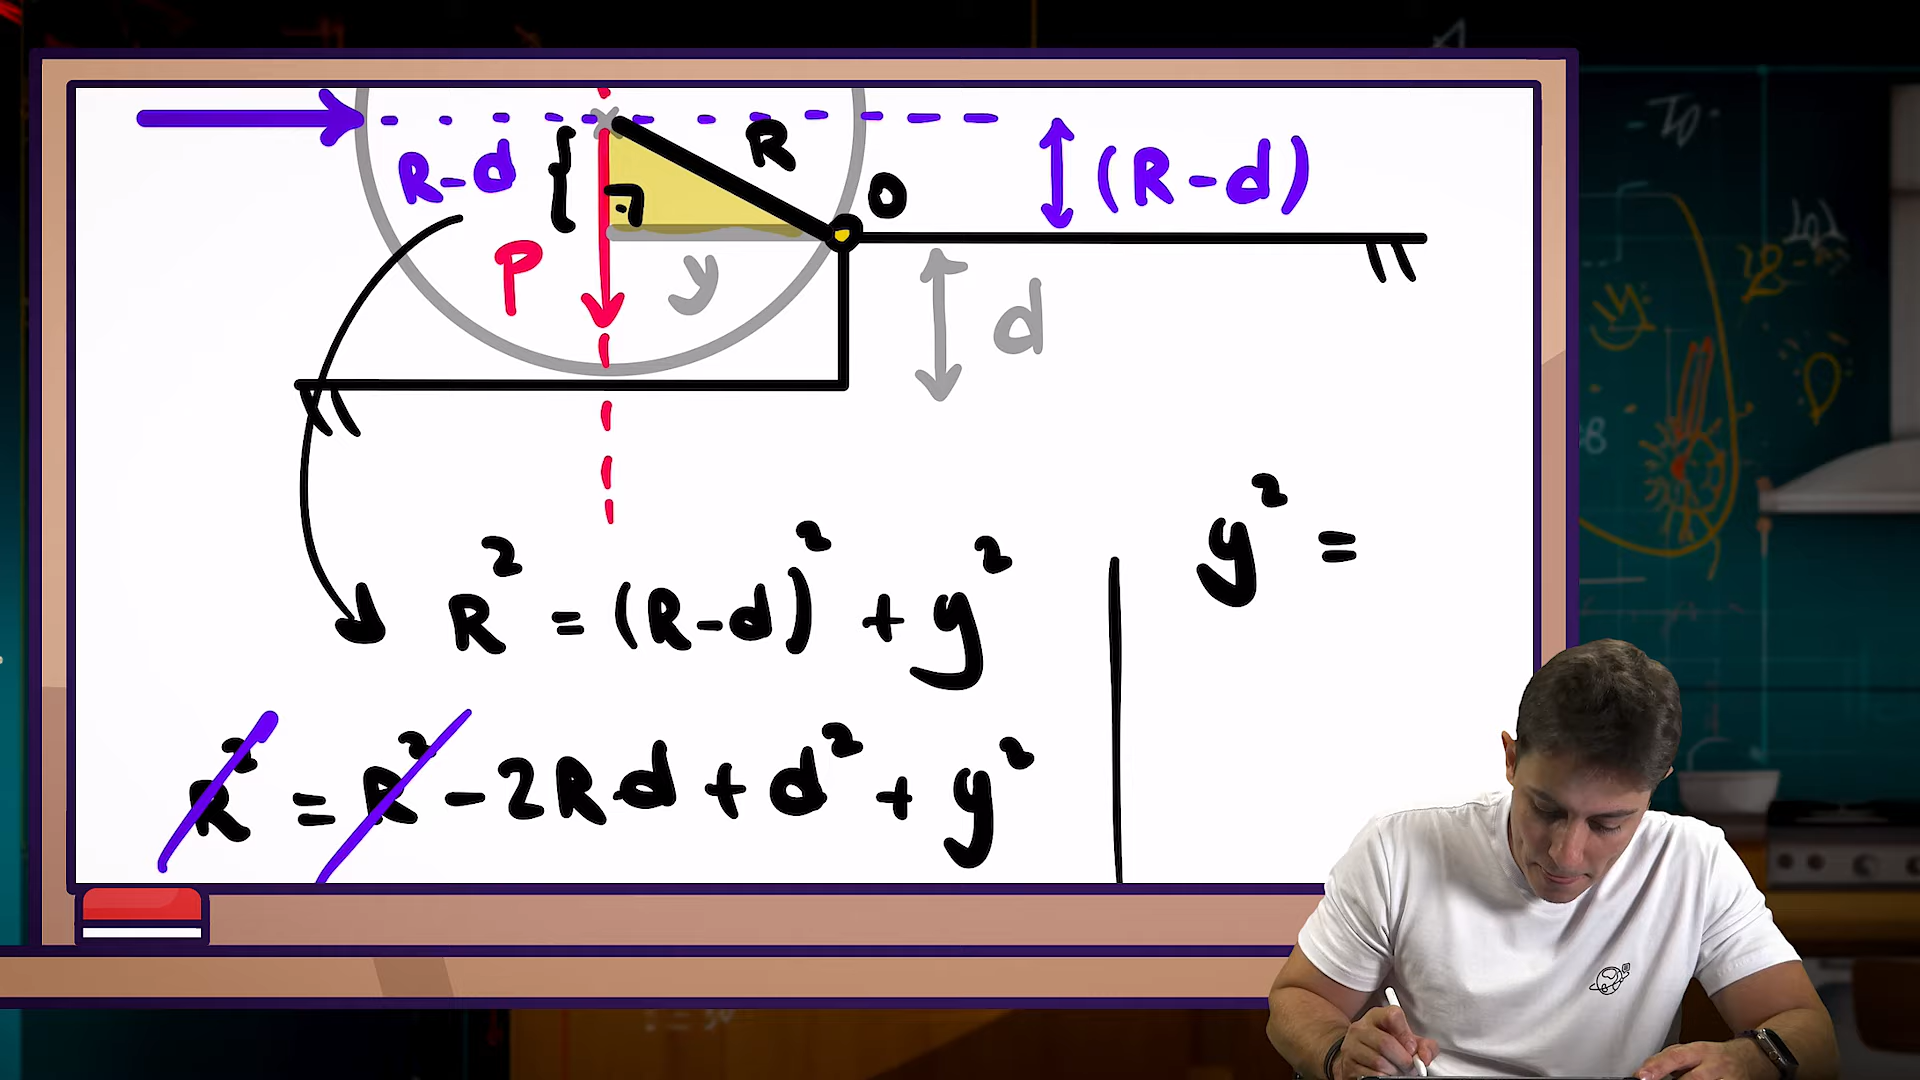 R
R-d
(R-d)
O
P
y
d
y² =
R² = (R-d)² + y²
R² = R² - 2Rd + d² + y²